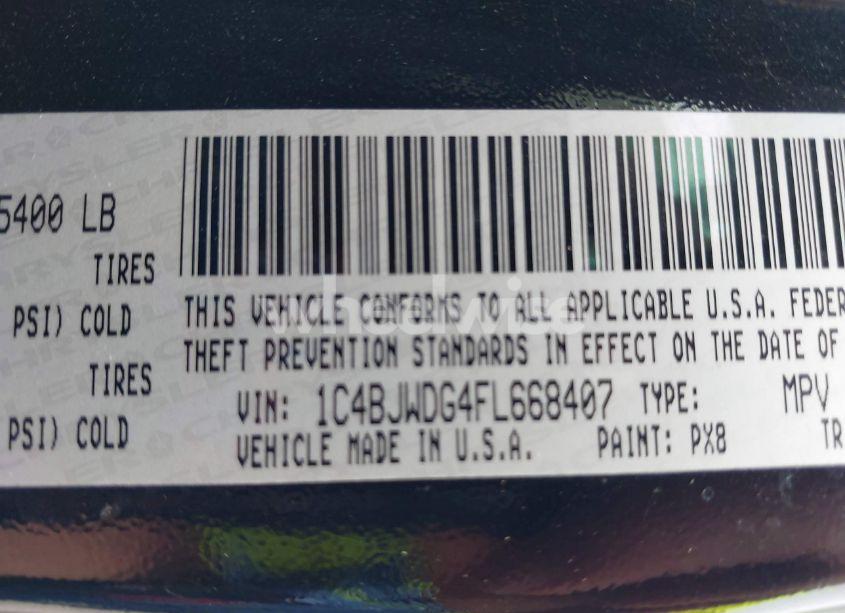 5400 LB
TIRES
PSI) COLD
TIRES
PSI) COLD
THIS VEHICLE CONFORMS TO ALL APPLICABLE U.S.A. FEDER
THEFT PREVENTION STANDARDS IN EFFECT ON THE DATE OF
VIN: 1C4BJWDG4FL668407 TYPE: MPV
VEHICLE MADE IN U.S.A. PAINT: PX8 TR